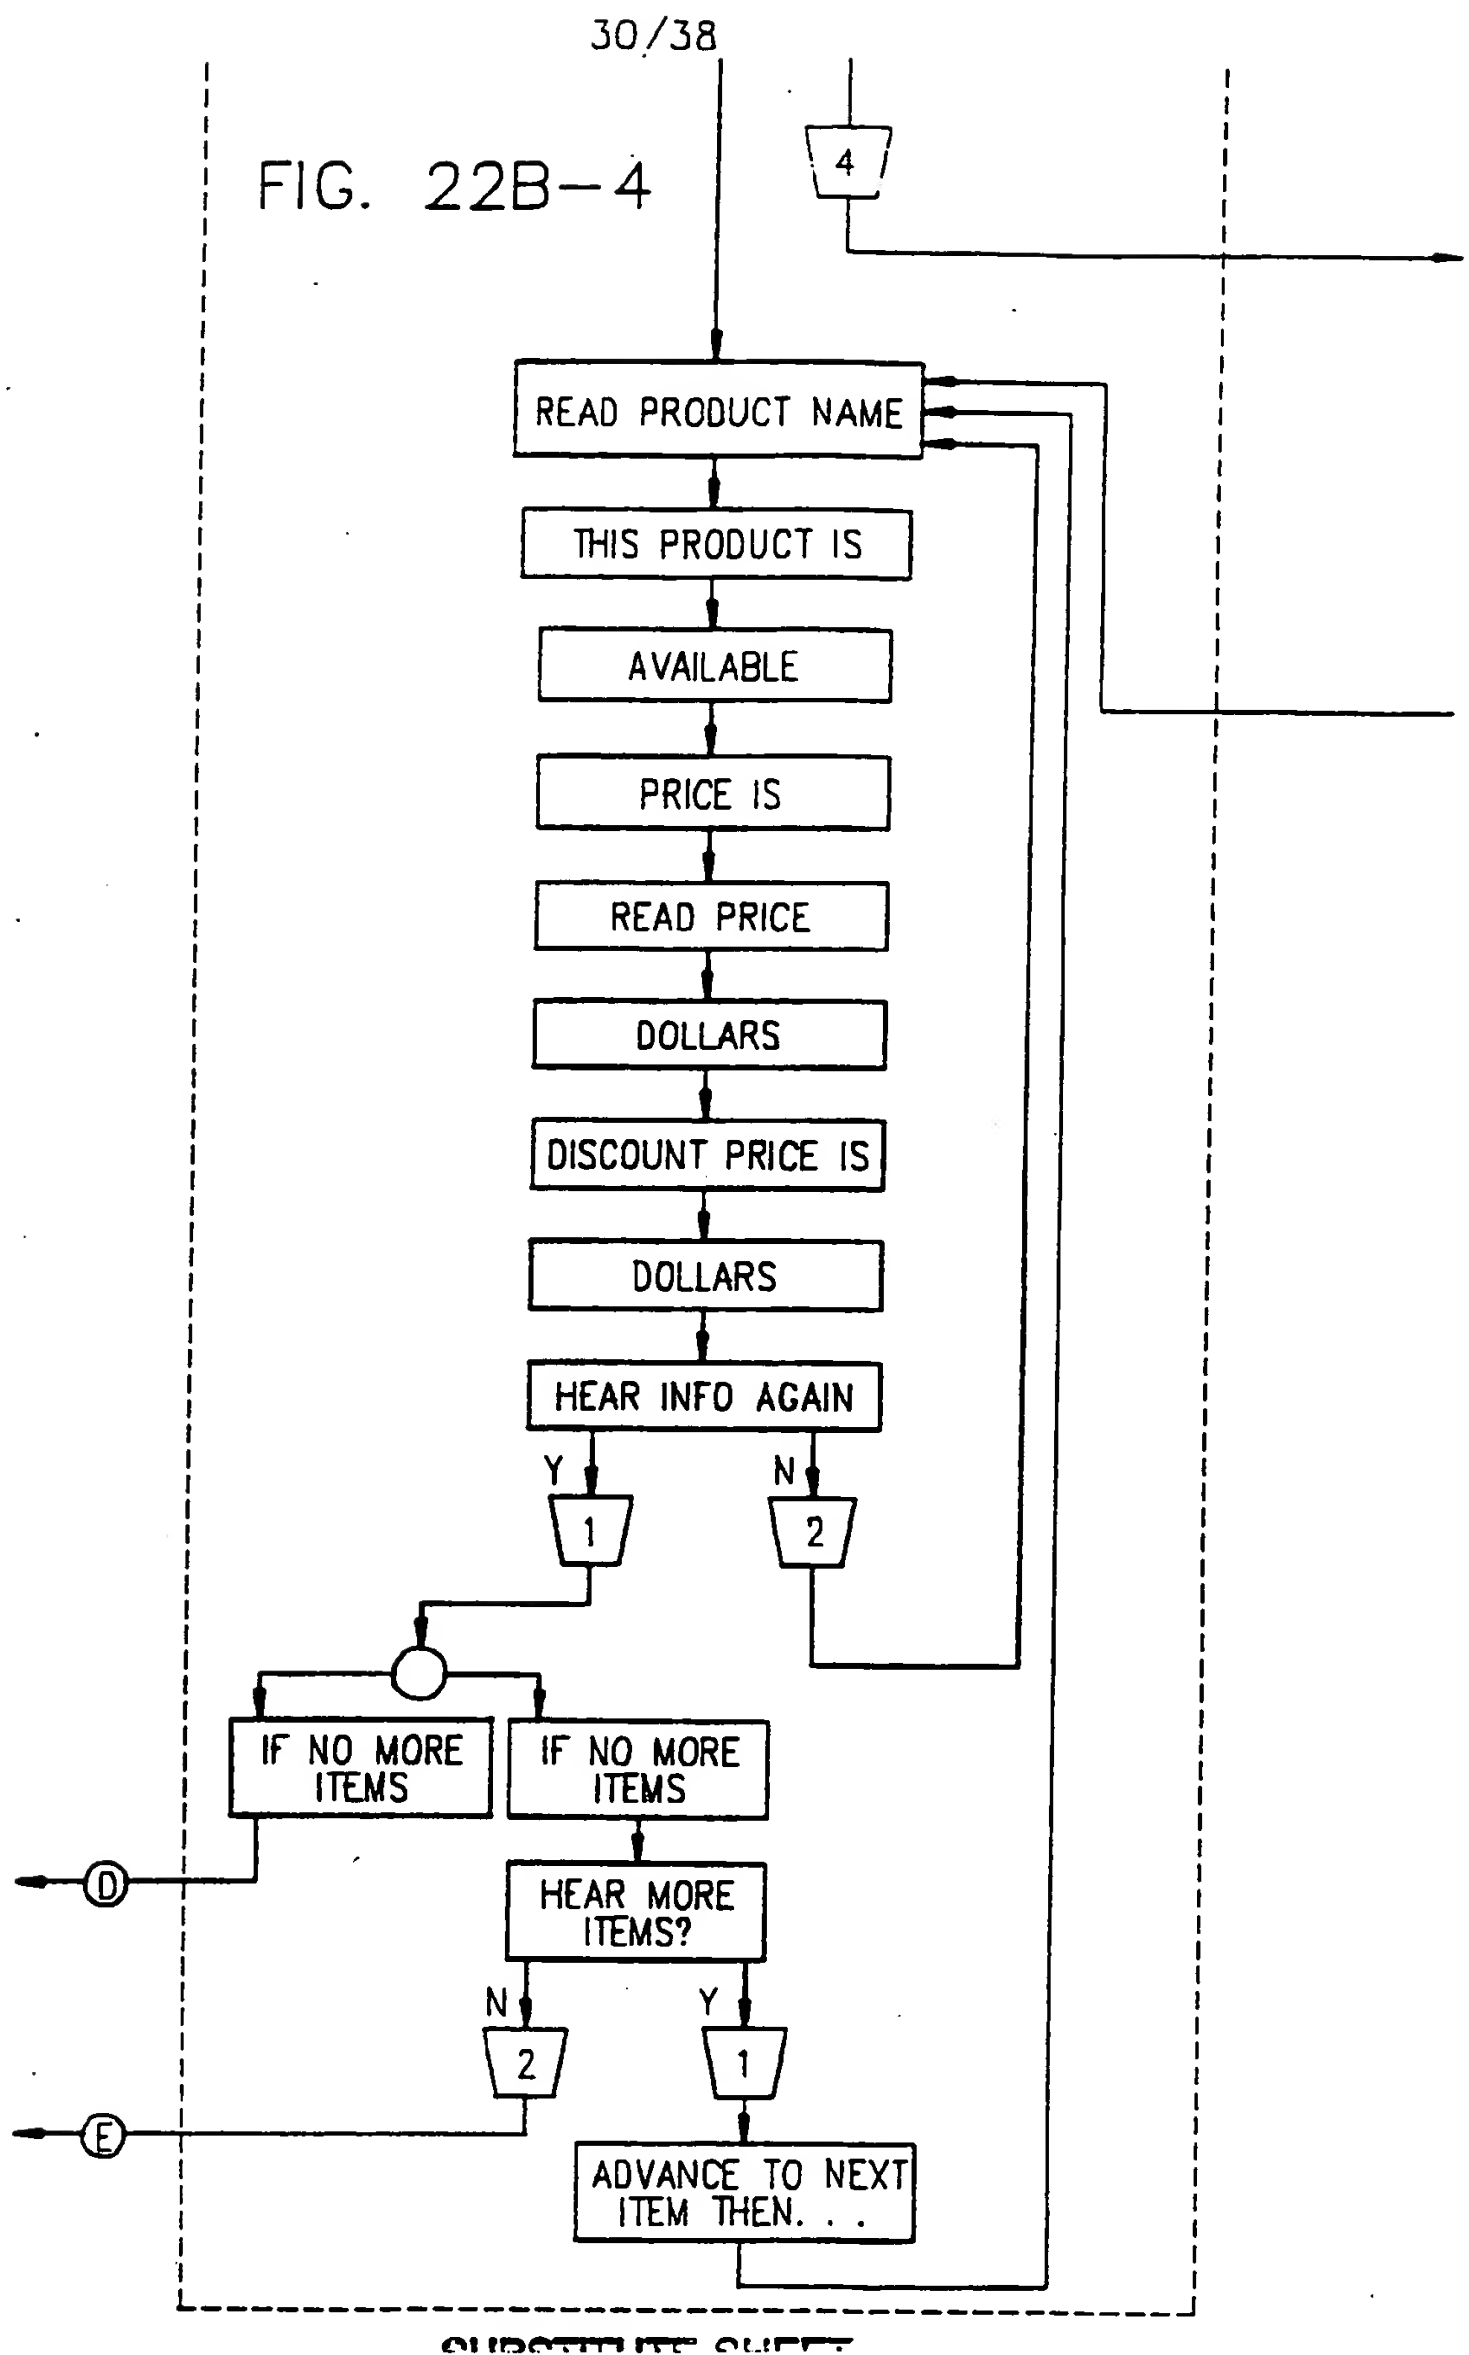 30/38
4
FIG. 22B-4
READ PRODUCT NAME
THIS PRODUCT IS
AVAILABLE
PRICE IS
READ PRICE
DOLLARS
DISCOUNT PRICE IS
DOLLARS
HEAR INFO AGAIN
Y
N
1
2
IF NO MORE
ITEMS
IF NO MORE
ITEMS
D
HEAR MORE
ITEMS?
N
Y
2
1
E
ADVANCE TO NEXT
ITEM THEN. . .